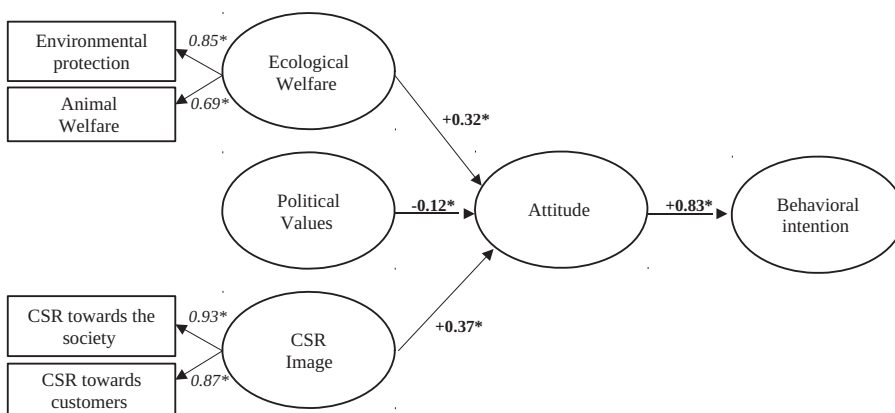 Environmental
protection
0.85*
Ecological
Welfare
Animal
Welfare
0.69*
+0.32*
Political
Values
-0.12*
Attitude
+0.83*
Behavioral
intention
CSR towards the
society
0.93*
CSR
Image
+0.37*
CSR towards
customers
0.87*